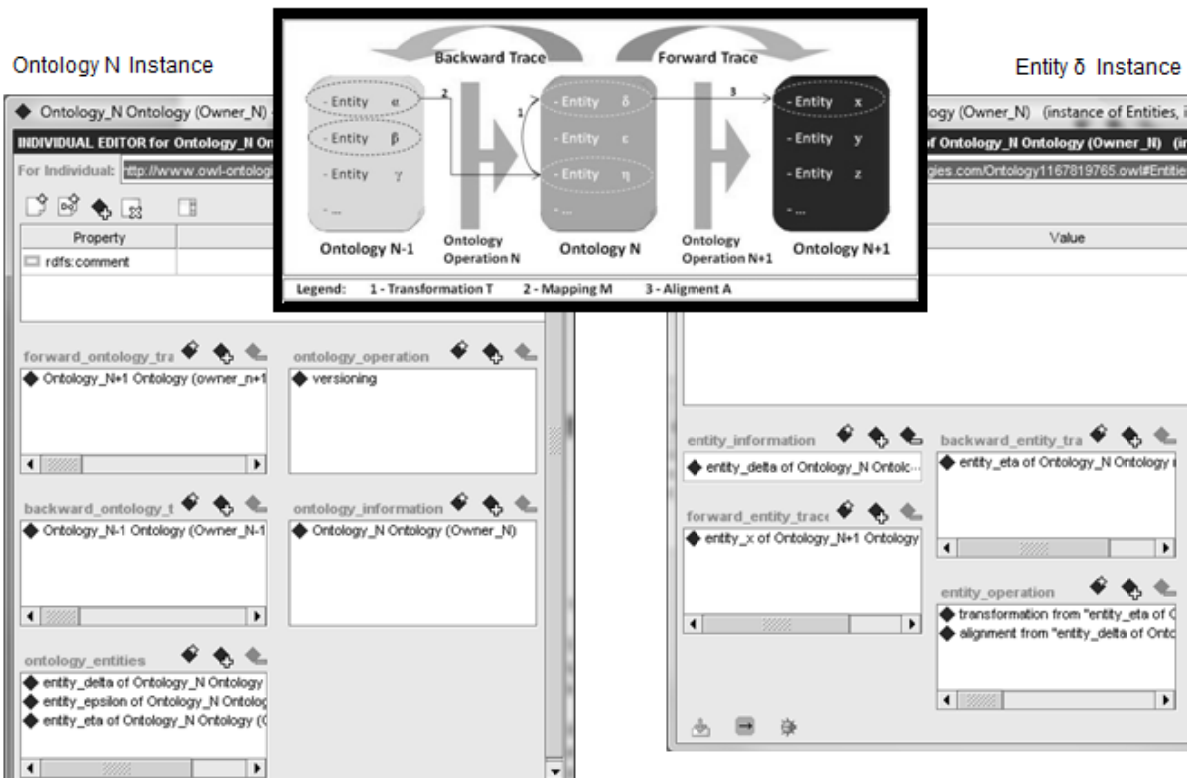 Ontology N Instance
Entity δ Instance
Backward Trace
Forward Trace
- Entity α
- Entity β
- Entity γ
- ...
2
1
- Entity δ
- Entity ε
- Entity η
- ...
3
- Entity x
- Entity y
- Entity z
- ...
Ontology N-1
Ontology
Operation N
Ontology N
Ontology
Operation N+1
Ontology N+1
Legend: 1 - Transformation T 2 - Mapping M 3 - Aligment A
Ontology_N Ontology (Owner_N)
INDIVIDUAL EDITOR for Ontology_N On
For Individual: http://www.owl-ontologi
Property
rdfs:comment
forward_ontology_tra
Ontology_N+1 Ontology (owner_n+1
ontology_operation
versioning
backward_ontology_t
Ontology_N-1 Ontology (Owner_N-1
ontology_information
Ontology_N Ontology (Owner_N)
ontology_entities
entity_delta of Ontology_N Ontology
entity_epsilon of Ontology_N Ontolog
entity_eta of Ontology_N Ontology (O
ogy (Owner_N) (instance of Entities, i
of Ontology_N Ontology (Owner_N) (in
gies.com/Ontology1167819765.owl#Entitie
Value
entity_information
entity_delta of Ontology_N Ontolc...
backward_entity_tra
entity_eta of Ontology_N Ontology
forward_entity_trace
entity_x of Ontology_N+1 Ontology
entity_operation
transformation from "entity_eta of O
alignment from "entity_delta of Onto